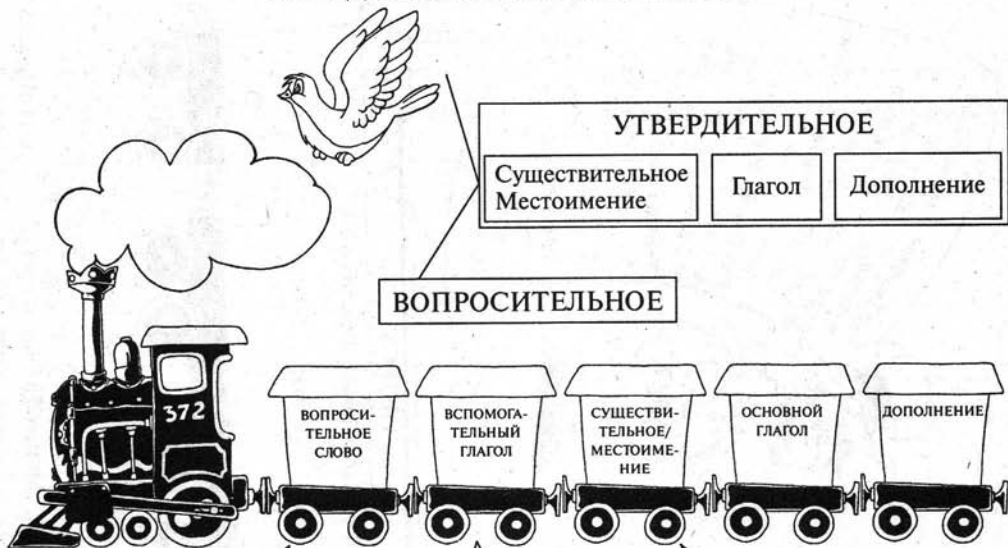 УТВЕРДИТЕЛЬНОЕ
Существительное
Местоимение
Глагол
Дополнение
ВОПРОСИТЕЛЬНОЕ
372
ВОПРОСИ-
ТЕЛЬНОЕ
СЛОВО
ВСПОМОГА-
ТЕЛЬНЫЙ
ГЛАГОЛ
СУЩЕСТВИ-
ТЕЛЬНОЕ/
МЕСТОИМЕ-
НИЕ
ОСНОВНОЙ
ГЛАГОЛ
ДОПОЛНЕНИЕ